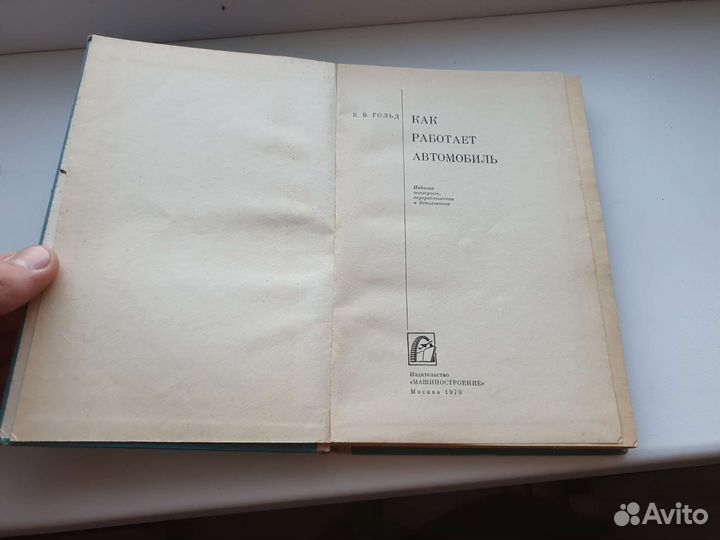 Б. В. ГОЛЬД
КАК
РАБОТАЕТ
АВТОМОБИЛЬ
Издание
четвертое,
переработанное
и дополненное
Издательство
«МАШИНОСТРОЕНИЕ»
Москва 1970
Avito